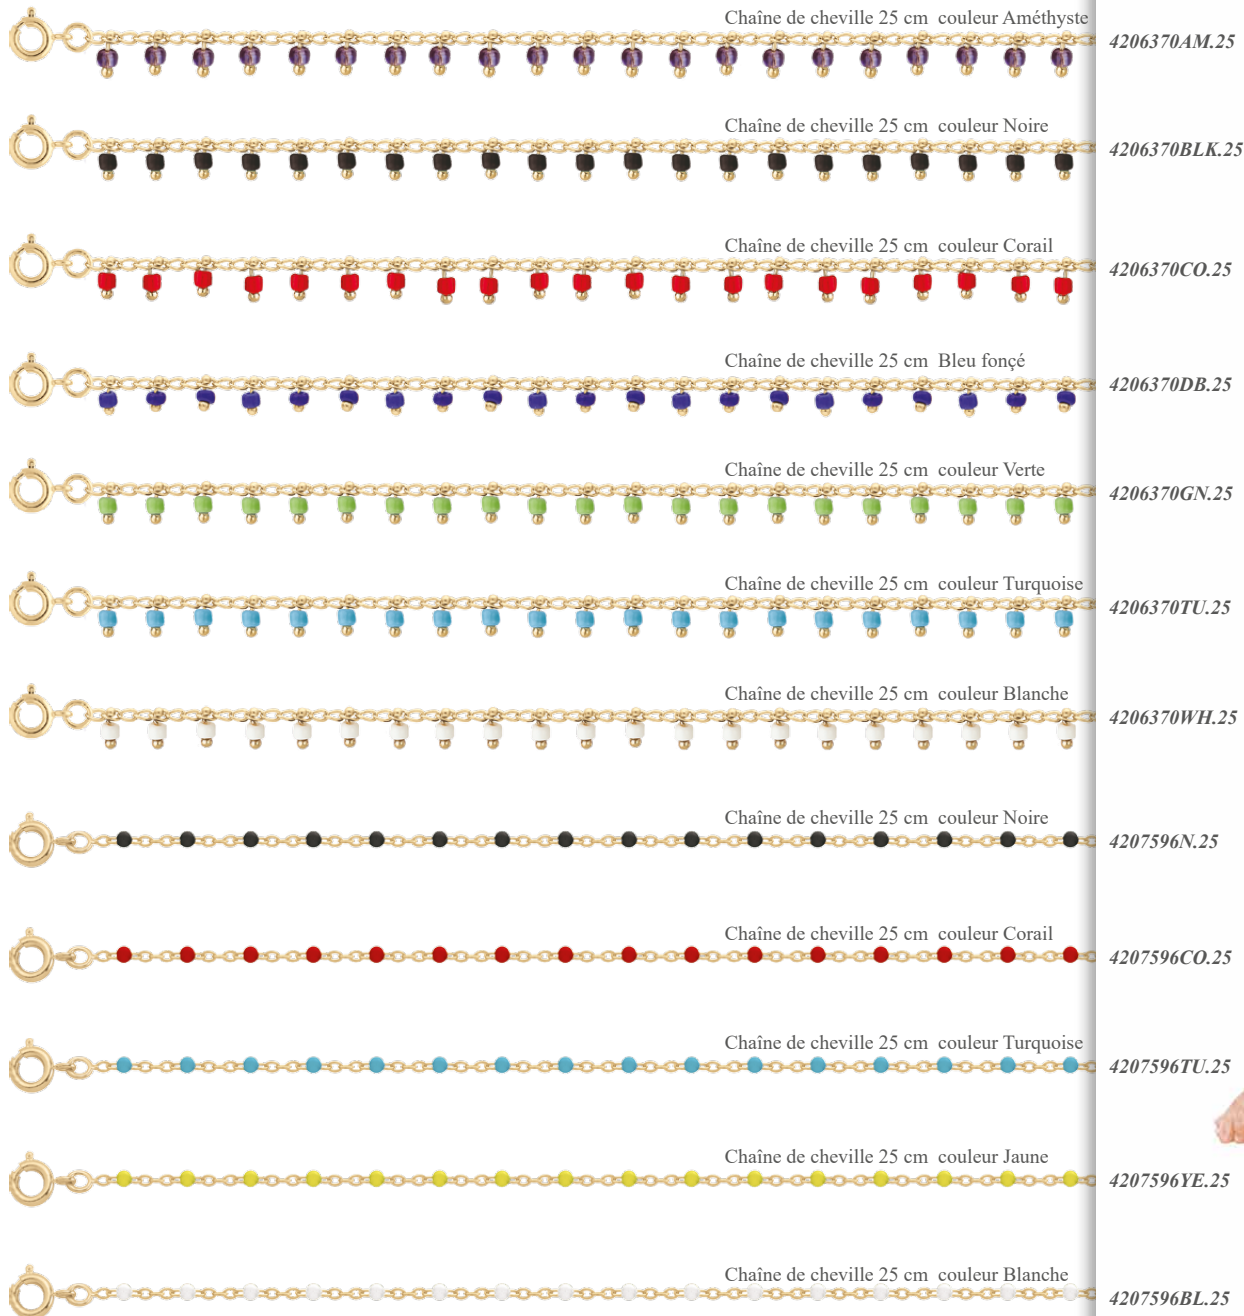 Chaîne de cheville 25 cm  couleur Améthyste
4206370AM.25
Chaîne de cheville 25 cm  couleur Noire
4206370BLK.25
Chaîne de cheville 25 cm  couleur Corail
4206370CO.25
Chaîne de cheville 25 cm  Bleu fonçé
4206370DB.25
Chaîne de cheville 25 cm  couleur Verte
4206370GN.25
Chaîne de cheville 25 cm  couleur Turquoise
4206370TU.25
Chaîne de cheville 25 cm  couleur Blanche
4206370WH.25
Chaîne de cheville 25 cm  couleur Noire
4207596N.25
Chaîne de cheville 25 cm  couleur Corail
4207596CO.25
Chaîne de cheville 25 cm  couleur Turquoise
4207596TU.25
Chaîne de cheville 25 cm  couleur Jaune
4207596YE.25
Chaîne de cheville 25 cm  couleur Blanche
4207596BL.25